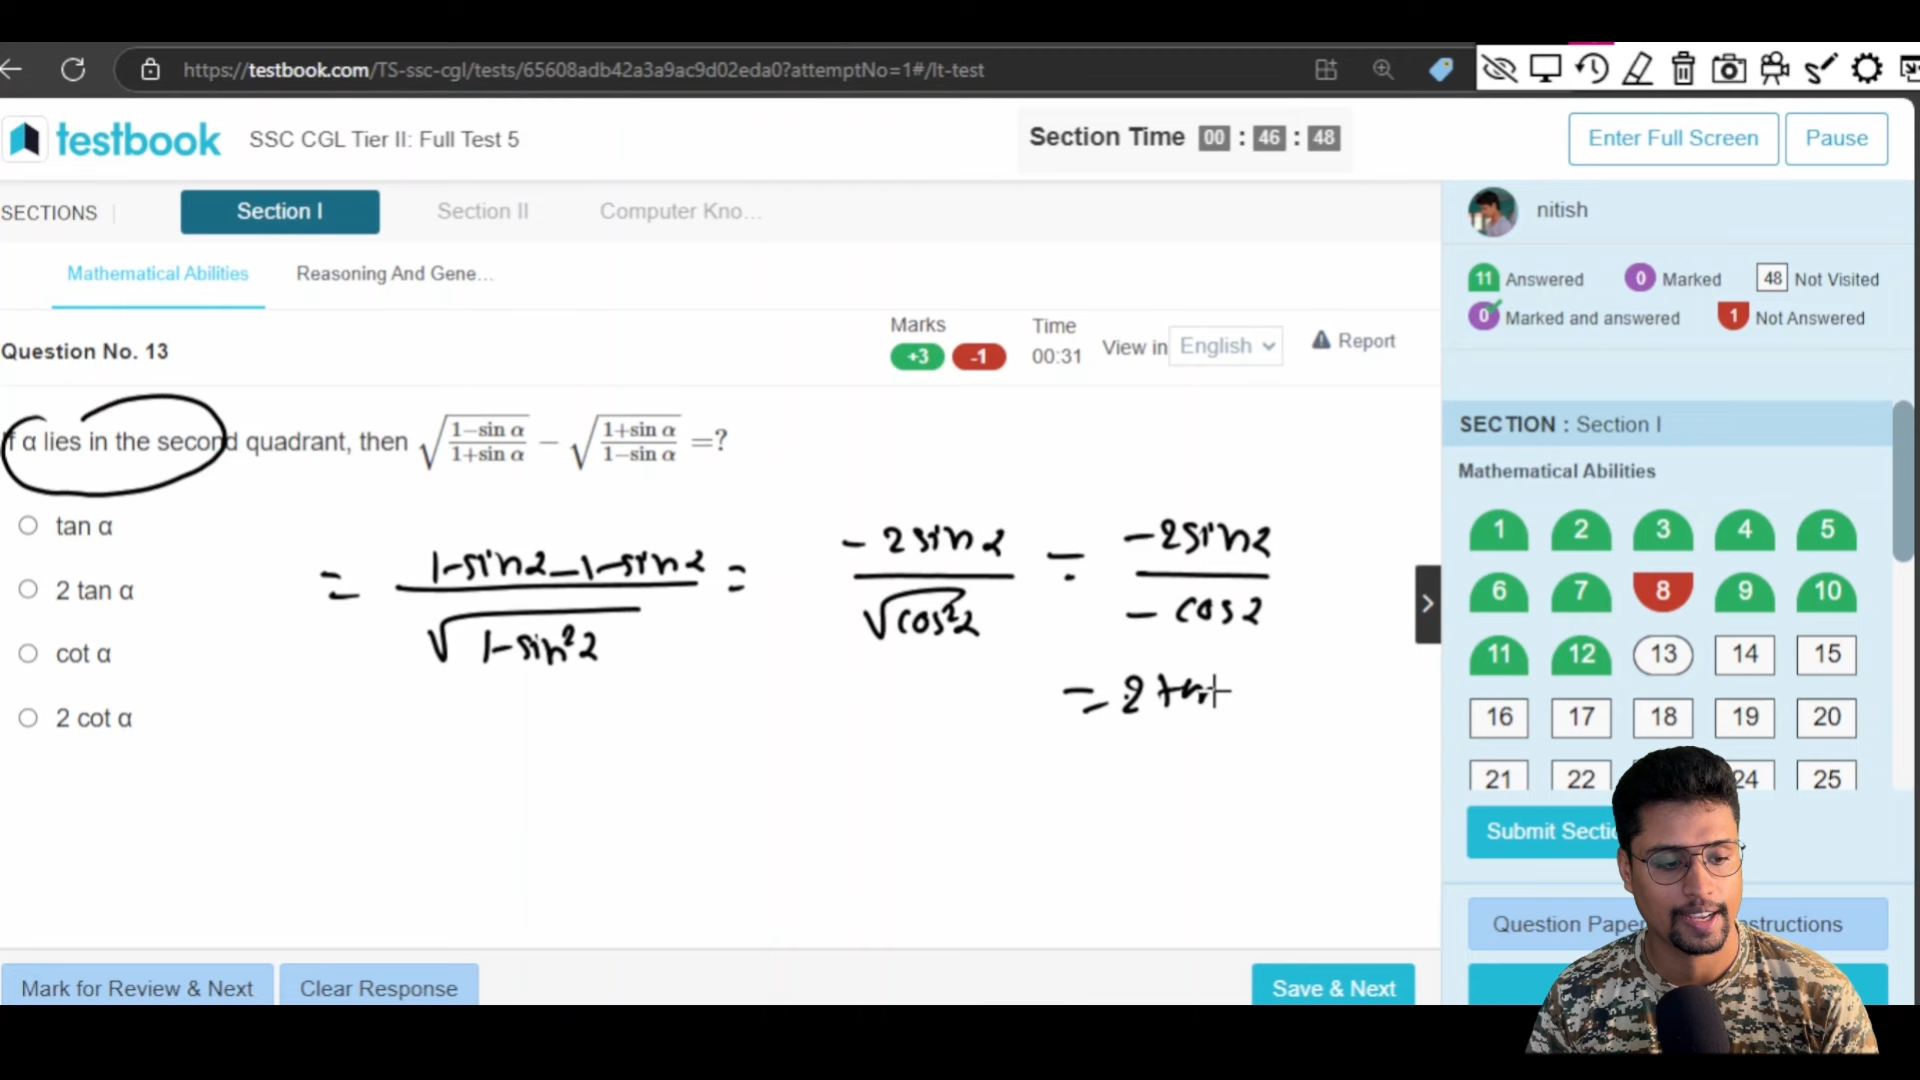 https://testbook.com/TS-ssc-cgl/tests/65608adb42a3a9ac9d02eda0?attemptNo=1#/lt-test
testbook SSC CGL Tier II: Full Test 5 Section Time 00 : 46 : 48 Enter Full Screen Pause
SECTIONS Section I Section II Computer Kno...
nitish
Mathematical Abilities Reasoning And Gene...
11 Answered 0 Marked 48 Not Visited
0 Marked and answered 1 Not Answered
Question No. 13 Marks +3 -1 Time 00:31 View in English Report
If α lies in the second quadrant, then √((1−sin α)/(1+sin α)) − √((1+sin α)/(1−sin α)) =?
tan α
2 tan α
cot α
2 cot α
= (1-sin2-1-sin2)/√(1-sin²2) = (-2sin2)/√(cos²2) = (-2sin2)/(-cos2)
= 2 tan
SECTION : Section I
Mathematical Abilities
1 2 3 4 5
6 7 8 9 10
11 12 13 14 15
16 17 18 19 20
21 22 24 25
Submit
Question Paper
Mark for Review & Next Clear Response Save & Next